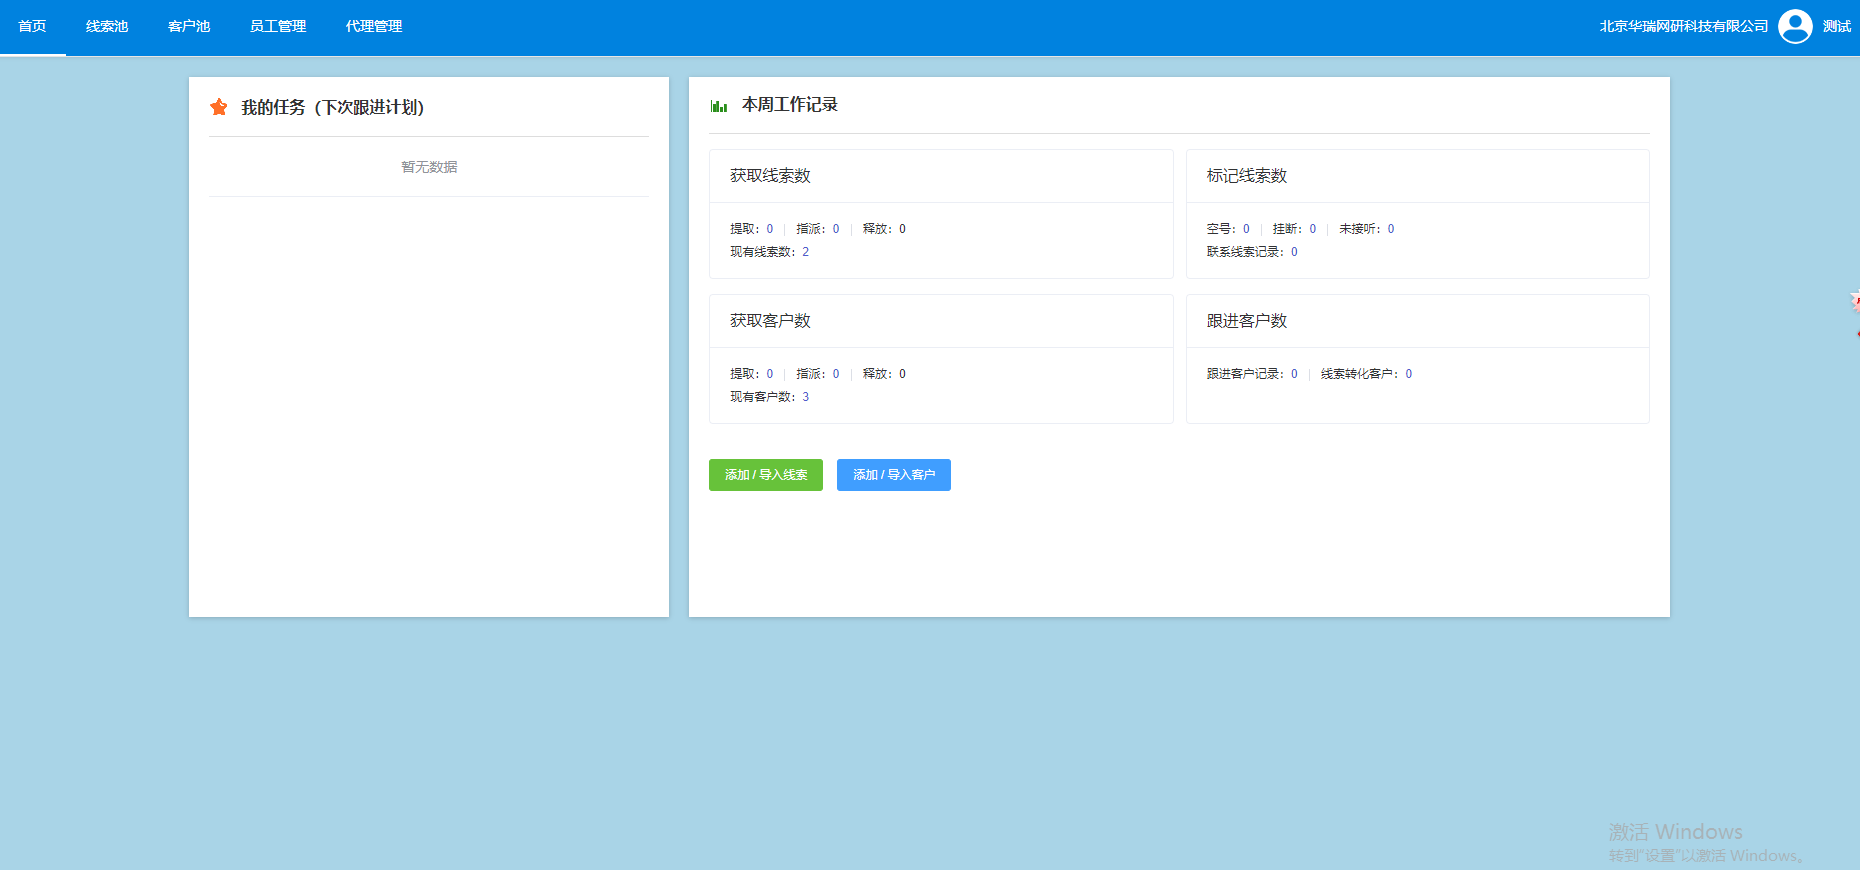 首页 线索池 客户池 员工管理 代理管理 北京华瑞网研科技有限公司 测试
我的任务（下次跟进计划）
暂无数据
本周工作记录
获取线索数
提取: 0 | 指派: 0 | 释放: 0
现有线索数: 2
标记线索数
空号: 0 | 挂断: 0 | 未接听: 0
联系线索记录: 0
获取客户数
提取: 0 | 指派: 0 | 释放: 0
现有客户数: 3
跟进客户数
跟进客户记录: 0 | 线索转化客户: 0
添加 / 导入线索 添加 / 导入客户
激活 Windows
转到"设置"以激活 Windows。